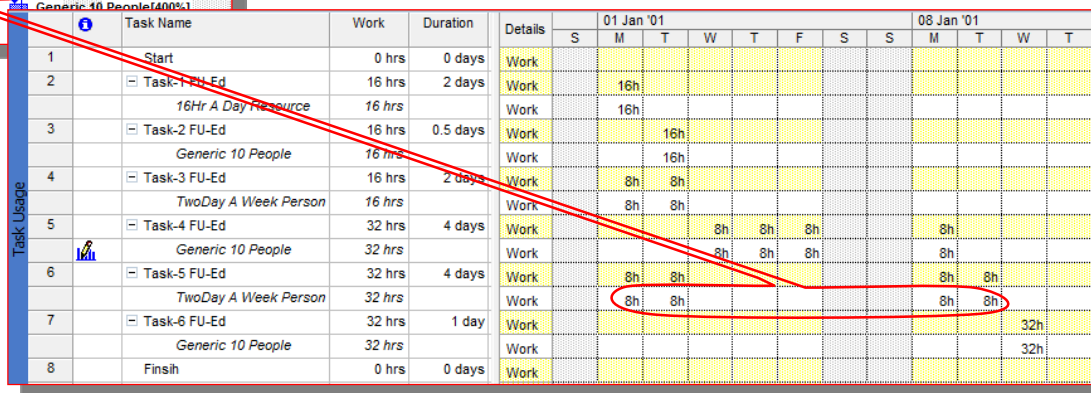 Generic 10 People[400%]
Task Name Work Duration Details 01 Jan '01 08 Jan '01
S M T W T F S S M T W T
1 Start 0 hrs 0 days Work
2 Task-1 FU-Ed 16 hrs 2 days Work 16h
16Hr A Day Resource 16 hrs Work 16h
3 Task-2 FU-Ed 16 hrs 0.5 days Work 16h
Generic 10 People 16 hrs Work 16h
4 Task-3 FU-Ed 16 hrs 2 days Work 8h 8h
TwoDay A Week Person 16 hrs Work 8h 8h
5 Task-4 FU-Ed 32 hrs 4 days Work 8h 8h 8h 8h
Generic 10 People 32 hrs Work 8h 8h 8h 8h
6 Task-5 FU-Ed 32 hrs 4 days Work 8h 8h 8h 8h
TwoDay A Week Person 32 hrs Work 8h 8h 8h 8h
7 Task-6 FU-Ed 32 hrs 1 day Work 32h
Generic 10 People 32 hrs Work 32h
8 Finsih 0 hrs 0 days Work
Task Usage